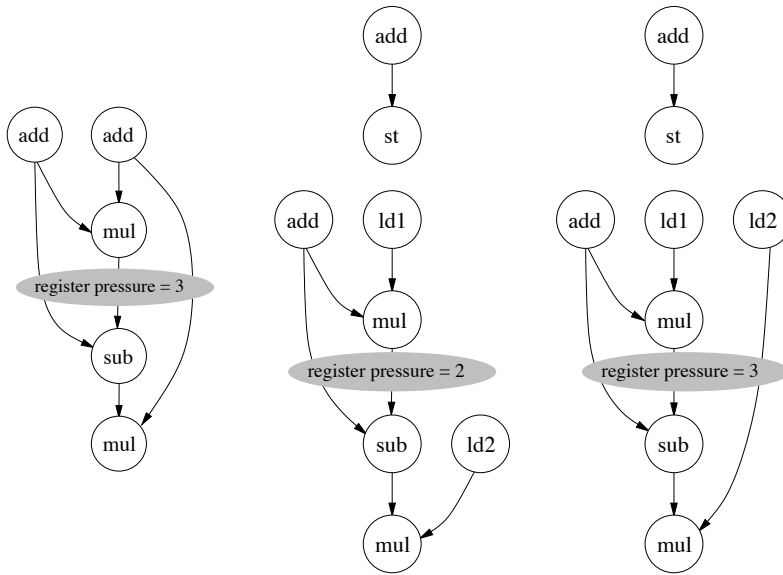 add
add
mul
register pressure = 3
sub
mul
add
st
add
ld1
mul
register pressure = 2
sub
ld2
mul
add
st
add
ld1
ld2
mul
register pressure = 3
sub
mul